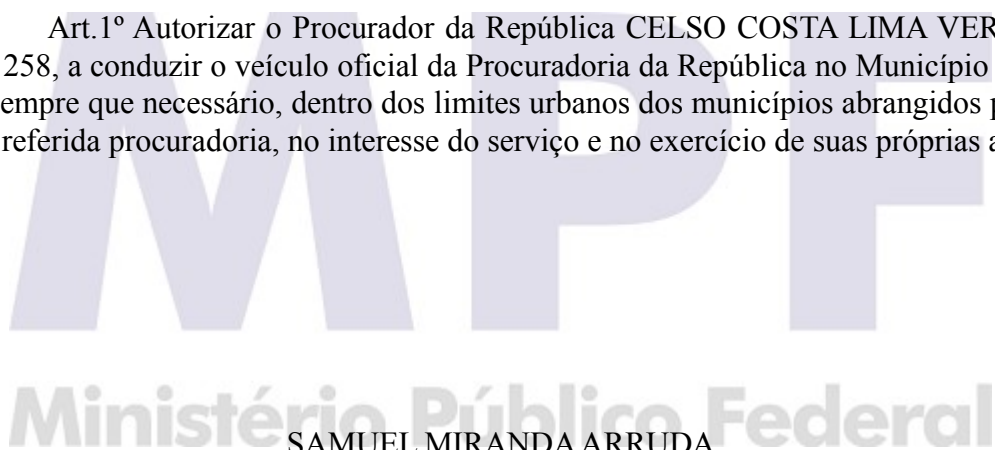 Art.1º Autorizar o Procurador da República CELSO COSTA LIMA VER
258, a conduzir o veículo oficial da Procuradoria da República no Município
empre que necessário, dentro dos limites urbanos dos municípios abrangidos p
referida procuradoria, no interesse do serviço e no exercício de suas próprias a
MPF
Ministério Público Federal
SAMUEL MIRANDA ARRUDA